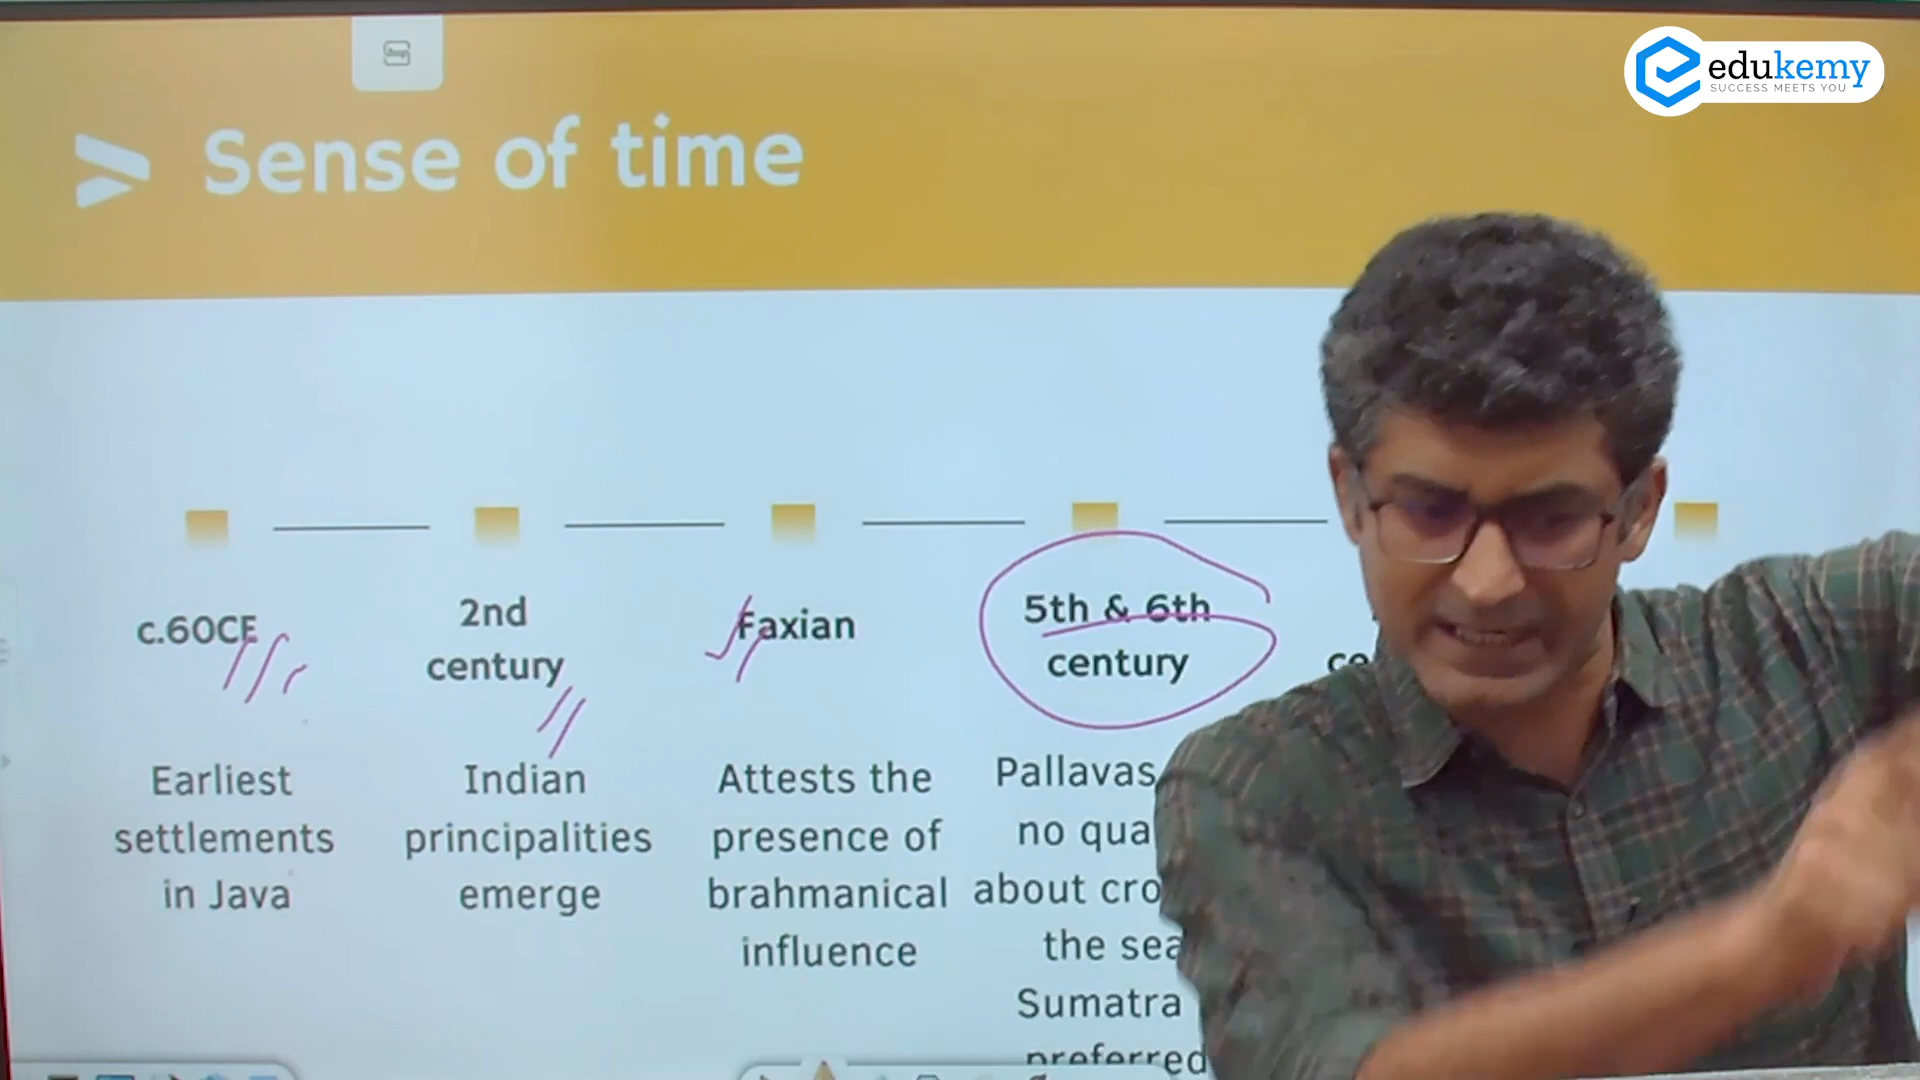 edukemy
SUCCESS MEETS YOU
Sense of time
c.60CE
Earliest
settlements
in Java
2nd
century
Indian
principalities
emerge
Faxian
Attests the
presence of
brahmanical
influence
5th & 6th
century
Pallavas
no qua
about cro
the sea
Sumatra
preferred